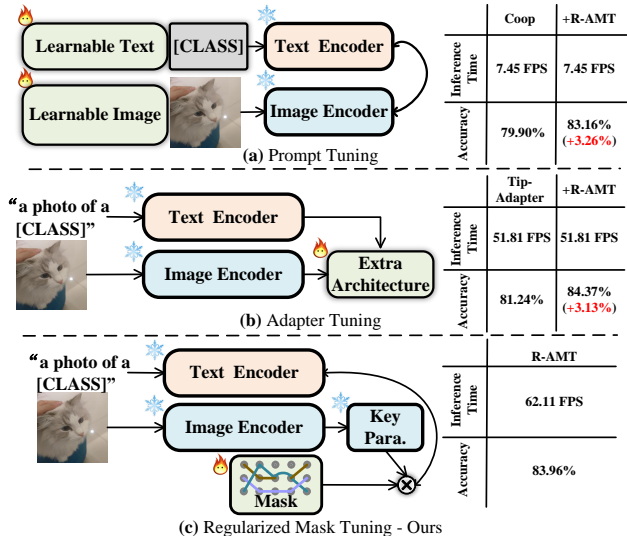 Learnable Text [CLASS] Text Encoder
Learnable Image Image Encoder
(a) Prompt Tuning
Coop +R-AMT
Inference Time 7.45 FPS 7.45 FPS
Accuracy 79.90% 83.16%
(+3.26%)
“a photo of a
[CLASS]”
Text Encoder
Image Encoder
Extra
Architecture
(b) Adapter Tuning
Tip-
Adapter +R-AMT
Inference Time 51.81 FPS 51.81 FPS
Accuracy 81.24% 84.37%
(+3.13%)
“a photo of a
[CLASS]”
Text Encoder
Image Encoder
Key
Para.
Mask
(c) Regularized Mask Tuning - Ours
R-AMT
Inference Time 62.11 FPS
Accuracy 83.96%